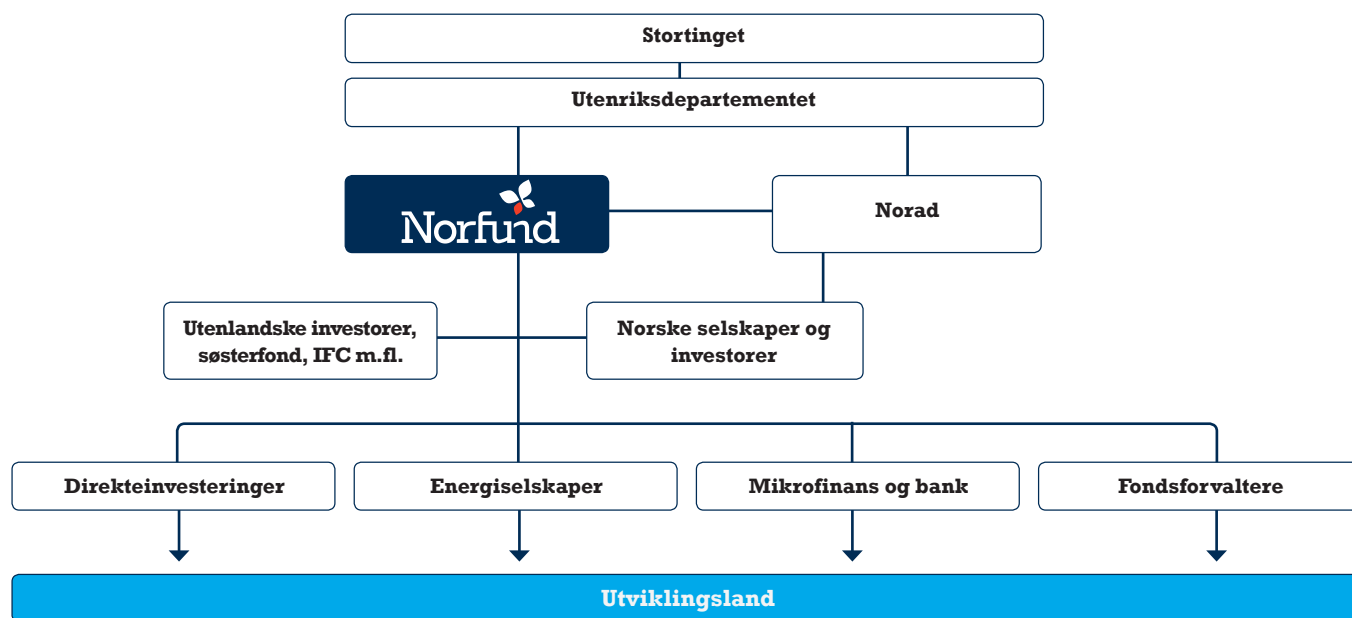 Stortinget
Utenriksdepartementet
Norfund
Norad
Utenlandske investorer,
søsterfond, IFC m.fl.
Norske selskaper og
investorer
Direkteinvesteringer
Energiselskaper
Mikrofinans og bank
Fondsforvaltere
Utviklingsland